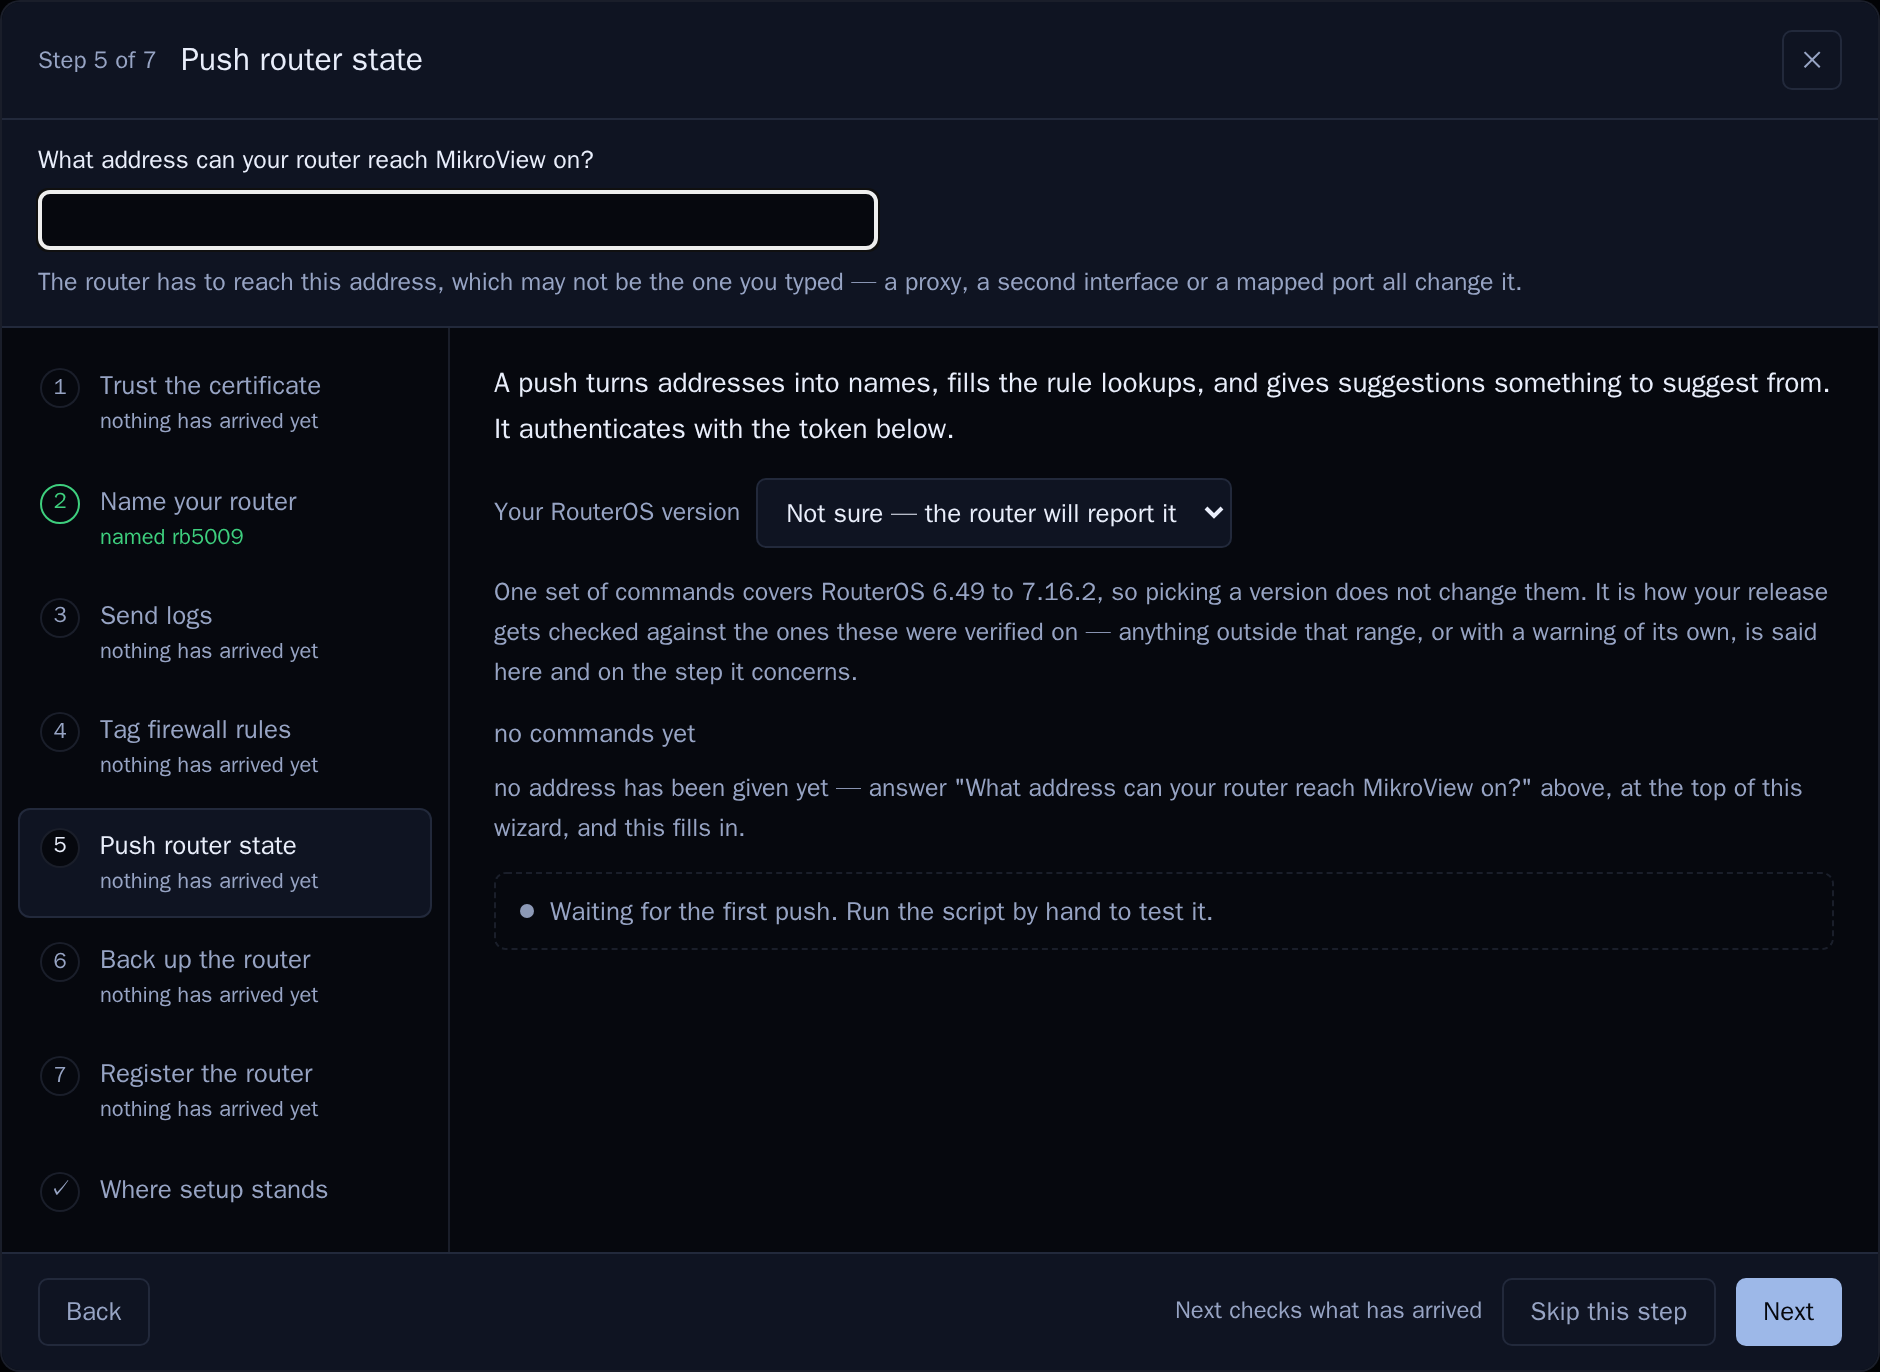 Step 5 of 7 Push router state
What address can your router reach MikroView on?
The router has to reach this address, which may not be the one you typed — a proxy, a second interface or a mapped port all change it.
1 Trust the certificate
nothing has arrived yet
2 Name your router
named rb5009
3 Send logs
nothing has arrived yet
4 Tag firewall rules
nothing has arrived yet
5 Push router state
nothing has arrived yet
6 Back up the router
nothing has arrived yet
7 Register the router
nothing has arrived yet
✓ Where setup stands
A push turns addresses into names, fills the rule lookups, and gives suggestions something to suggest from.
It authenticates with the token below.
Your RouterOS version Not sure — the router will report it
One set of commands covers RouterOS 6.49 to 7.16.2, so picking a version does not change them. It is how your release
gets checked against the ones these were verified on — anything outside that range, or with a warning of its own, is said
here and on the step it concerns.
no commands yet
no address has been given yet — answer "What address can your router reach MikroView on?" above, at the top of this
wizard, and this fills in.
Waiting for the first push. Run the script by hand to test it.
Back
Next checks what has arrived
Skip this step
Next